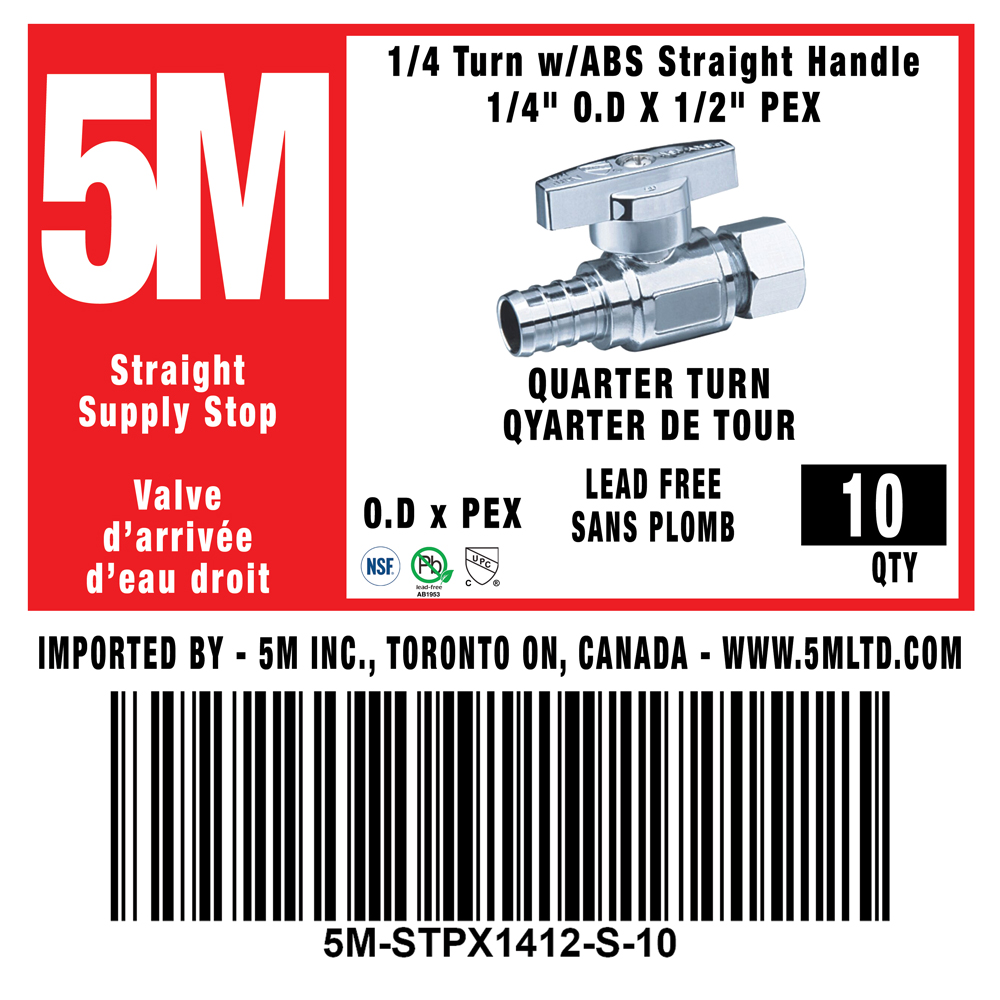 5M
Straight
Supply Stop
Valve
d'arrivée
d'eau droit
1/4 Turn w/ABS Straight Handle
1/4" O.D X 1/2" PEX
QUARTER TURN
QYARTER DE TOUR
O.D x PEX
LEAD FREE
SANS PLOMB
10
QTY
NSF®
Pb
lead-free
AB1953
UPC
C ®
IMPORTED BY - 5M INC., TORONTO ON, CANADA - WWW.5MLTD.COM
5M-STPX1412-S-10